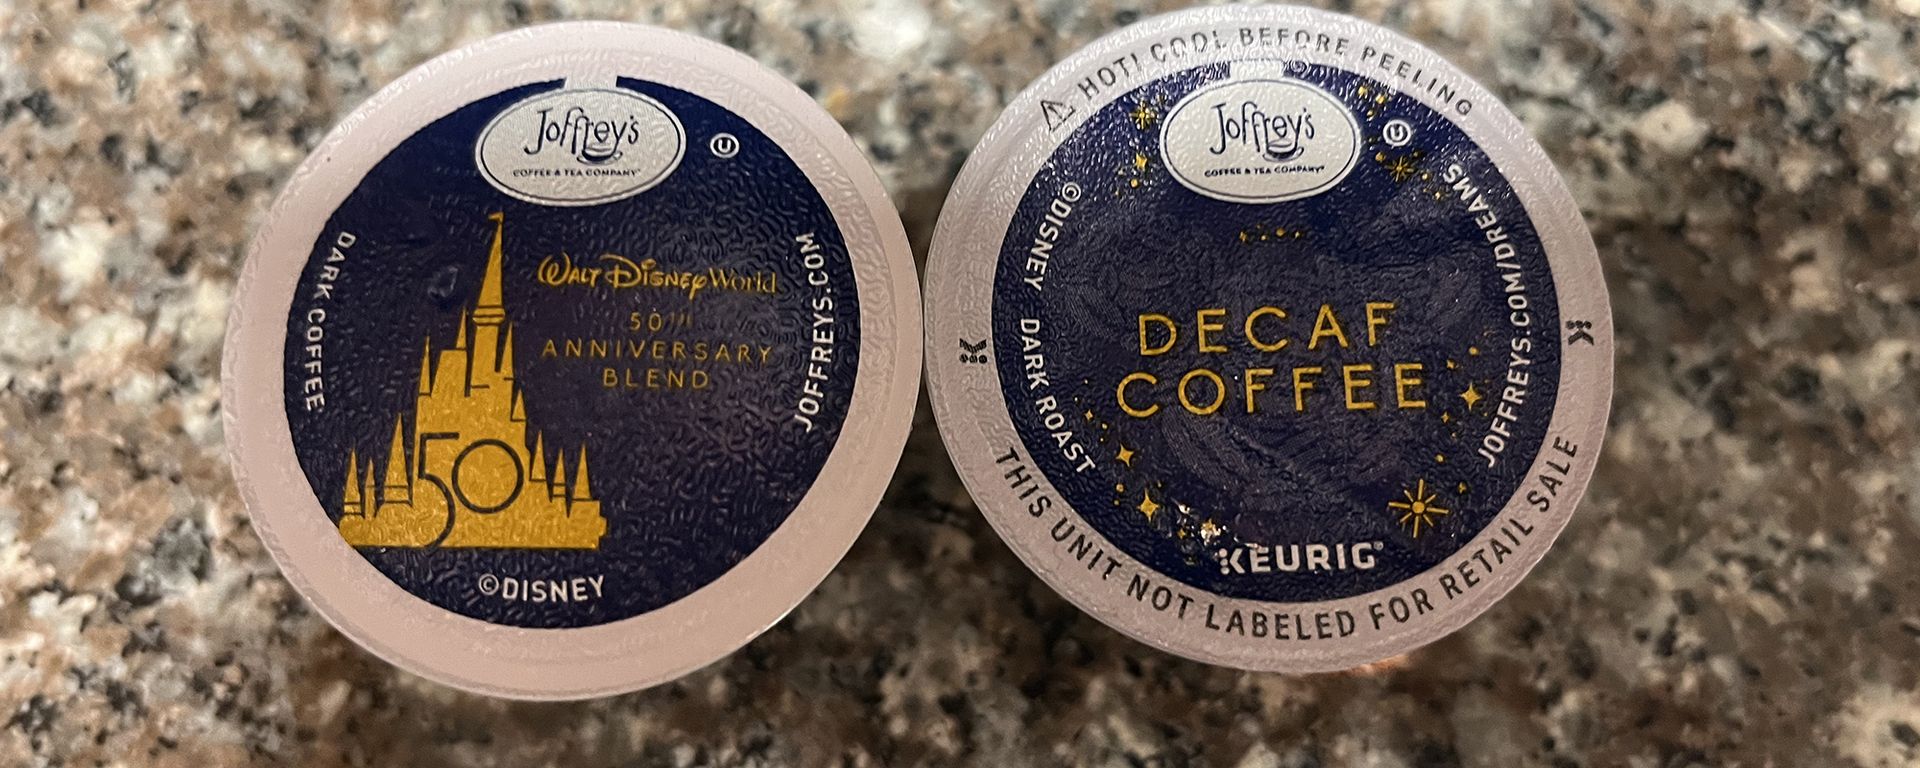 Joffrey's
COFFEE & TEA COMPANY
U
DARK COFFEE
WALT DISNEY World
50TH
ANNIVERSARY
BLEND
JOFFREYS.COM
50
©DISNEY
⚠ HOT! COOL BEFORE PEELING
Joffrey's
COFFEE & TEA COMPANY
U
©DISNEY DARK ROAST
DECAF
COFFEE
JOFFREYS.COM/DREAMS
KEURIG®
THIS UNIT NOT LABELED FOR RETAIL SALE